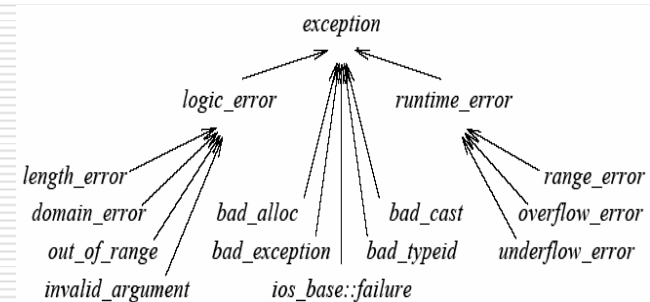 exception
logic_error runtime_error
length_error range_error
domain_error bad_alloc bad_cast overflow_error
out_of_range bad_exception bad_typeid underflow_error
invalid_argument ios_base::failure